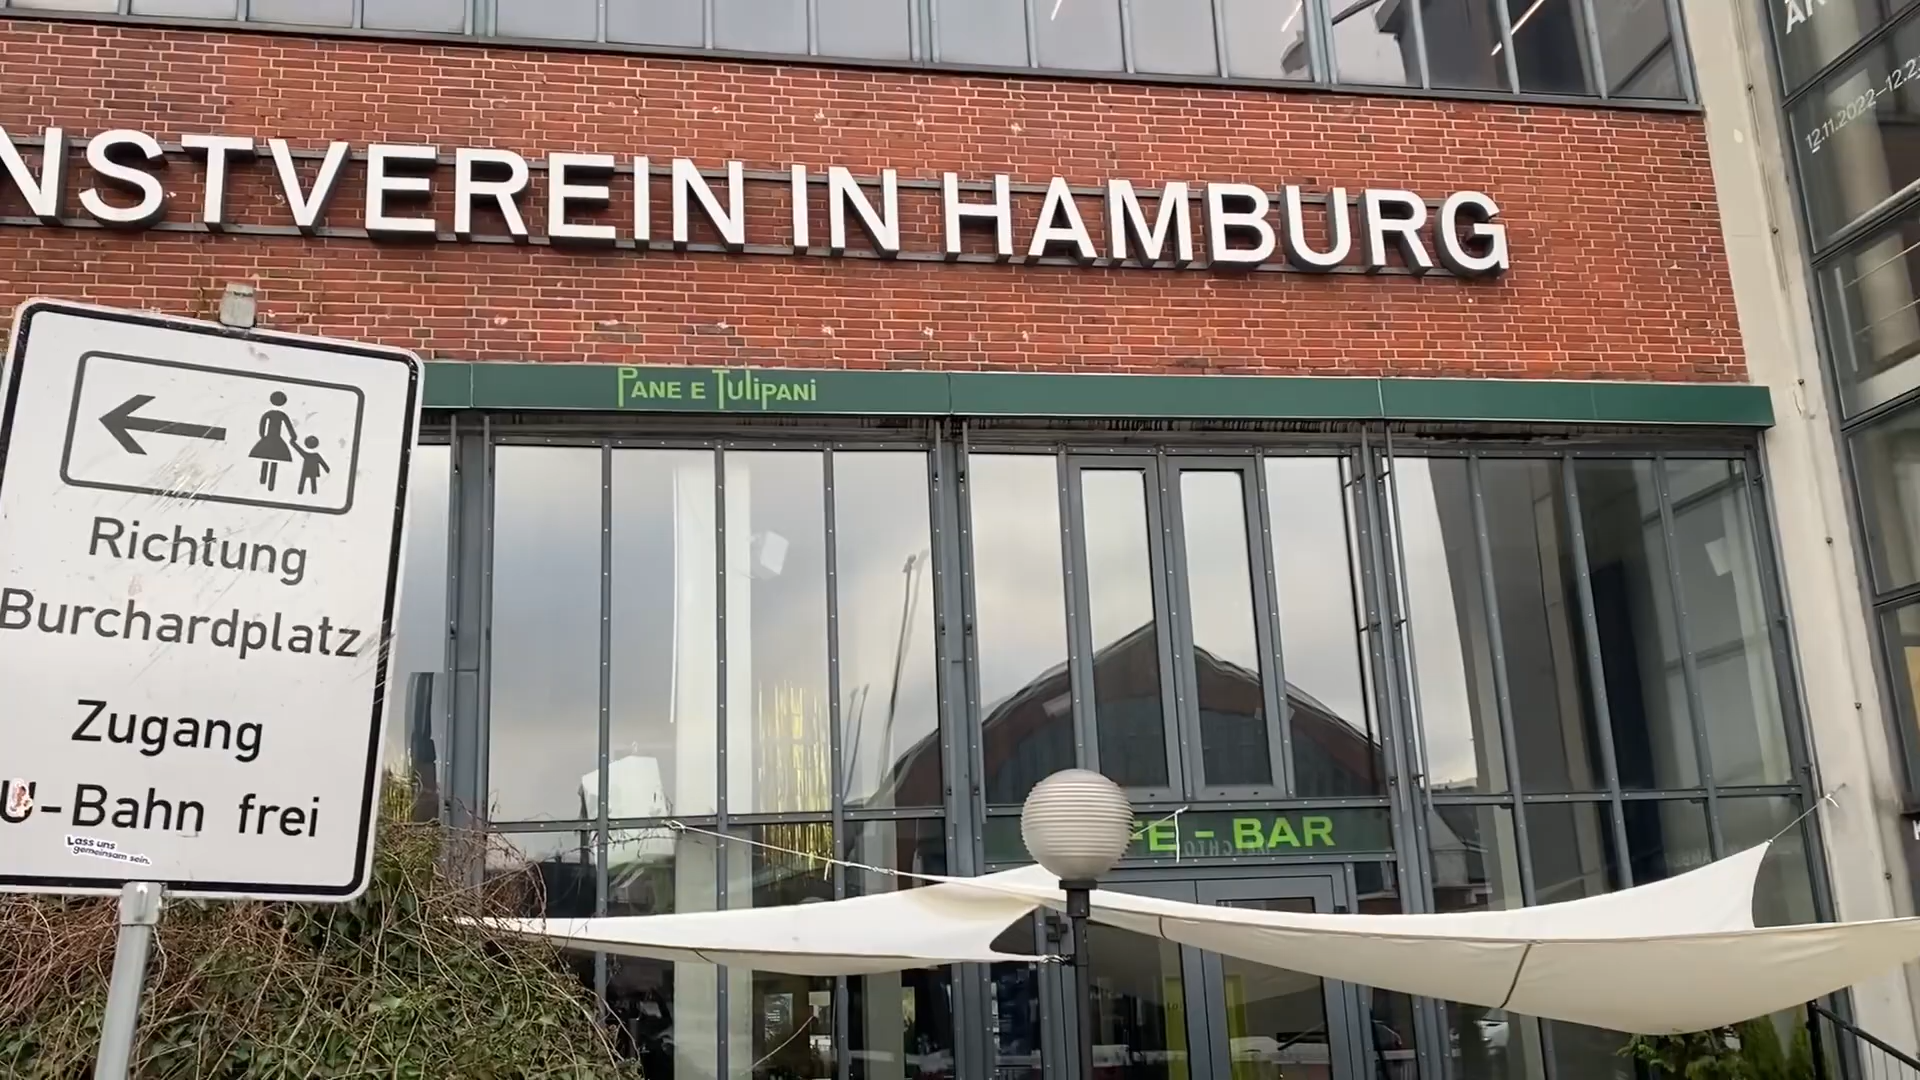 NSTVEREIN IN HAMBURG
12.11.2022–12.2
PANE E TULIPANI
Richtung
Burchardplatz
Zugang
U-Bahn frei
Lass uns
gemeinsam sein.
FE-BAR